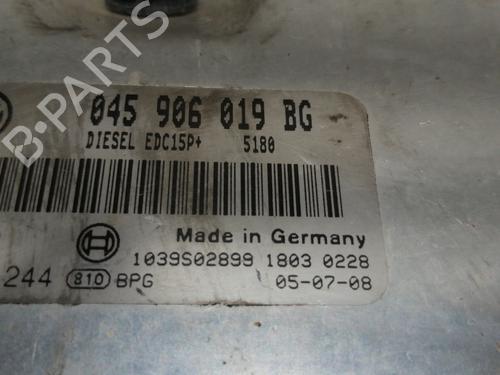 045 906 019 BG
DIESEL EDC15P+ 5180
Made in Germany
1039S02899 1803 0228
244 810 BPG 05-07-08
B-PARTS